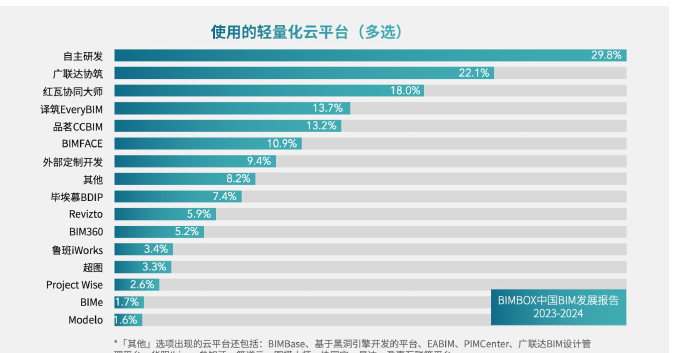 使用的轻量化云平台（多选）
自主研发 29.8%
广联达协筑 22.1%
红瓦协同大师 18.0%
译筑EveryBIM 13.7%
品茗CCBIM 13.2%
BIMFACE 10.9%
外部定制开发 9.4%
其他 8.2%
毕埃慕BDIP 7.4%
Revizto 5.9%
BIM360 5.2%
鲁班iWorks 3.4%
超图 3.3%
Project Wise 2.6%
BIMe 1.7%
Modelo 1.6%
BIMBOX中国BIM发展报告
2023-2024
*「其他」选项出现的云平台还包括：BIMBase、基于黑洞引擎开发的平台、EABIM、PIMCenter、广联达BIM设计管